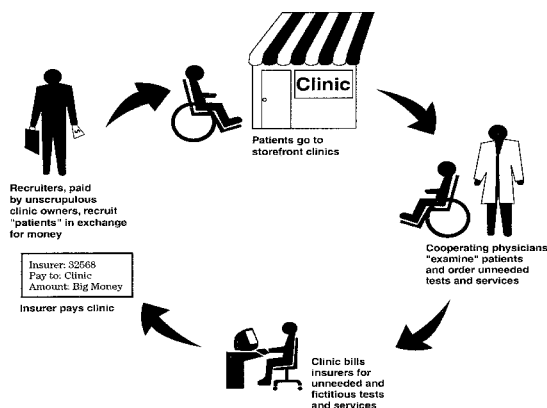 Clinic
Patients go to
storefront clinics
Recruiters, paid
by unscrupulous
clinic owners, recruit
"patients" in exchange
for money
Cooperating physicians
"examine" patients
and order unneeded
tests and services
Insurer: 32568
Pay to: Clinic
Amount: Big Money
Insurer pays clinic
Clinic bills
insurers for
unneeded and
fictitious tests
and services